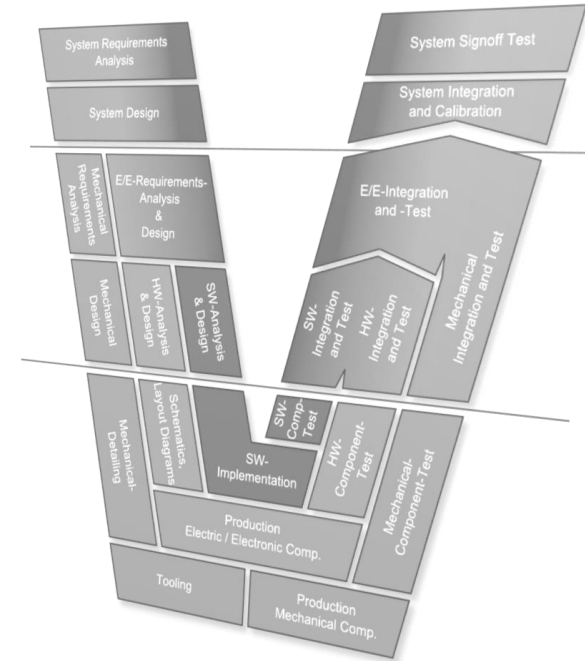 System Requirements
Analysis
System Design
Mechanical
Requirements
Analysis
E/E-Requirements-
Analysis
&
Design
Mechanical
Design
HW-Analysis
& Design
SW-Analysis
& Design
Mechanical-
Detailing
Schematics,
Layout Diagrams
SW-
Implementation
Production
Electric / Electronic Comp.
Tooling
Production
Mechanical Comp.
SW-
Comp-
Test
HW-
Component-
Test
Mechanical-
Component-Test
SW-
Integration
and Test
HW-
Integration
and Test
Mechanical
Integration and Test
E/E-Integration
and -Test
System Integration
and Calibration
System Signoff Test